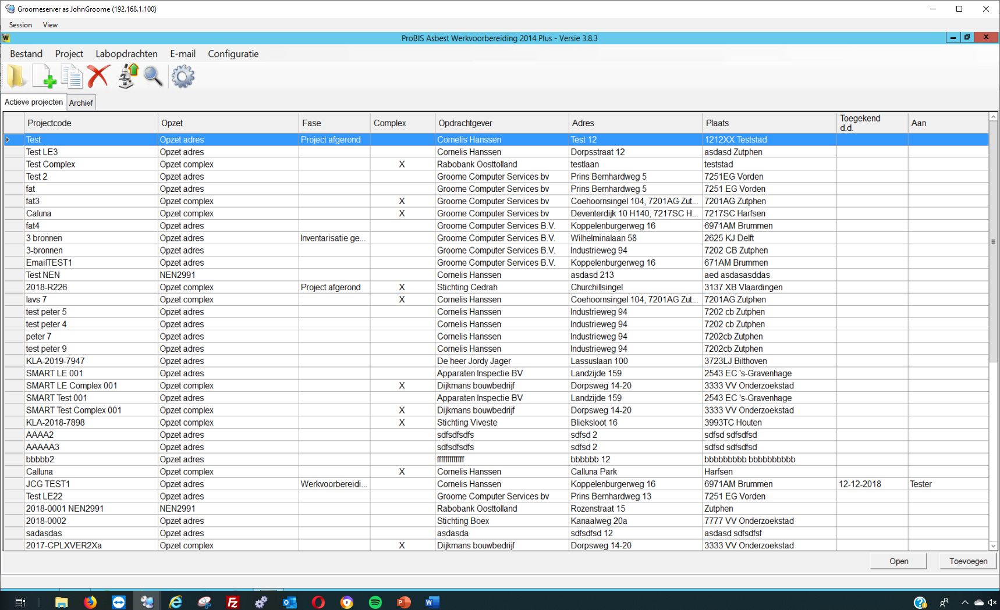 Groomeserver as JohnGroome (192.168.1.100)
Session View
ProBIS Asbest Werkvoorbereiding 2014 Plus - Versie 3.8.3
Bestand Project Labopdrachten E-mail Configuratie
Actieve projecten Archief
Projectcode Opzet Fase Complex Opdrachtgever Adres Plaats Toegekend d.d. Aan
Test Opzet adres Project afgerond Cornelis Hanssen Test 12 1212XX Teststad
Test LE3 Opzet adres Cornelis Hanssen Dorpsstraat 12 asdasd Zutphen
Test Complex Opzet complex X Rabobank Oosttolland testlaan teststad
Test 2 Opzet adres Groome Computer Services bv Prins Bernhardweg 5 7251EG Vorden
fat Opzet adres Groome Computer Services bv Prins Bernhardweg 5 7251 EG Vorden
fat3 Opzet complex X Groome Computer Services bv Coehoornsingel 104, 7201AG Zut... 7201AG Zutphen
Caluna Opzet complex X Groome Computer Services bv Deventerdijk 10 H140, 7217SC H... 7217SC Harfsen
fat4 Opzet adres Groome Computer Services B.V. Koppelenburgerweg 16 6971AM Brummen
3 bronnen Opzet adres Inventarisatie ge... Groome Computer Services B.V. Wilhelminalaan 58 2625 KJ Delft
3-bronnen Opzet adres Groome Computer Services B.V. Industrieweg 94 7202 CB Zutphen
EmailTEST1 Opzet adres Groome Computer Services B.V. Koppelenburgerweg 16 671AM Brummen
Test NEN NEN2991 Cornelis Hanssen asdasd 213 aed asdasasddas
2018-R226 Opzet complex Project afgerond X Stichting Cedrah Churchillsingel 3137 XB Vlaardingen
lavs 7 Opzet complex X Cornelis Hanssen Coehoornsingel 104, 7201AG Zut... 7201AG Zutphen
test peter 5 Opzet adres Cornelis Hanssen Industrieweg 94 7202 cb Zutphen
test peter 4 Opzet adres Cornelis Hanssen Industrieweg 94 7202 cb Zutphen
peter 7 Opzet adres Cornelis Hanssen Industrieweg 94 7202cb Zutphen
test peter 9 Opzet adres Cornelis Hanssen Industrieweg 94 7202cb Zutphen
KLA-2019-7947 Opzet adres De heer Jordy Jager Lassuslaan 100 3723LJ Bilthoven
SMART LE 001 Opzet adres Apparaten Inspectie BV Landzijde 159 2543 EC 's-Gravenhage
SMART LE Complex 001 Opzet complex X Dijkmans bouwbedrijf Dorpsweg 14-20 3333 VV Onderzoekstad
SMART Test 001 Opzet adres Apparaten Inspectie BV Landzijde 159 2543 EC 's-Gravenhage
SMART Test Complex 001 Opzet complex X Dijkmans bouwbedrijf Dorpsweg 14-20 3333 VV Onderzoekstad
KLA-2018-7898 Opzet complex X Stichting Viveste Blieksloot 16 3993TC Houten
AAAA2 Opzet adres sdfsdfsdfs sdfsd 2 sdfsd sdfsdfsd
AAAAA3 Opzet adres sdfsdfsdfs sdfsd 2 sdfsd sdfsdfsd
bbbbb2 Opzet adres bbbbbb 12 bbbbbbbbb bbbbbbbbbb
Calluna Opzet complex X Cornelis Hanssen Calluna Park Harfsen
JCG TEST1 Opzet adres Werkvoorbereidi... Cornelis Hanssen Koppelenburgerweg 16 6971AM Brummen 12-12-2018 Tester
Test LE22 Opzet adres Groome Computer Services bv Prins Bernhardweg 13 7251 EG Vorden
2018-0001 NEN2991 NEN2991 Rabobank Oosttolland Rozenstraat 15 Zutphen
2018-0002 Opzet adres Stichting Boex Kanaalweg 20a 7777 VV Onderzoekstad
sadasdas Opzet adres asdasda sdfsdfsd 12 asdasd sdfsdfsf
2017-CPLXVER2Xa Opzet complex X Dijkmans bouwbedrijf Dorpsweg 14-20 3333 VV Onderzoekstad
Open Toevoegen